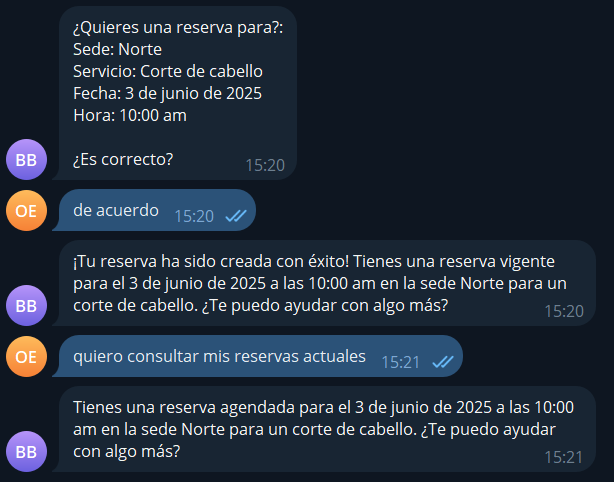 ¿Quieres una reserva para?:
Sede: Norte
Servicio: Corte de cabello
Fecha: 3 de junio de 2025
Hora: 10:00 am
¿Es correcto?
15:20
BB
de acuerdo
15:20
OE
¡Tu reserva ha sido creada con éxito! Tienes una reserva vigente
para el 3 de junio de 2025 a las 10:00 am en la sede Norte para un
corte de cabello. ¿Te puedo ayudar con algo más?
15:20
BB
quiero consultar mis reservas actuales
15:21
OE
Tienes una reserva agendada para el 3 de junio de 2025 a las 10:00
am en la sede Norte para un corte de cabello. ¿Te puedo ayudar
con algo más?
15:21
BB